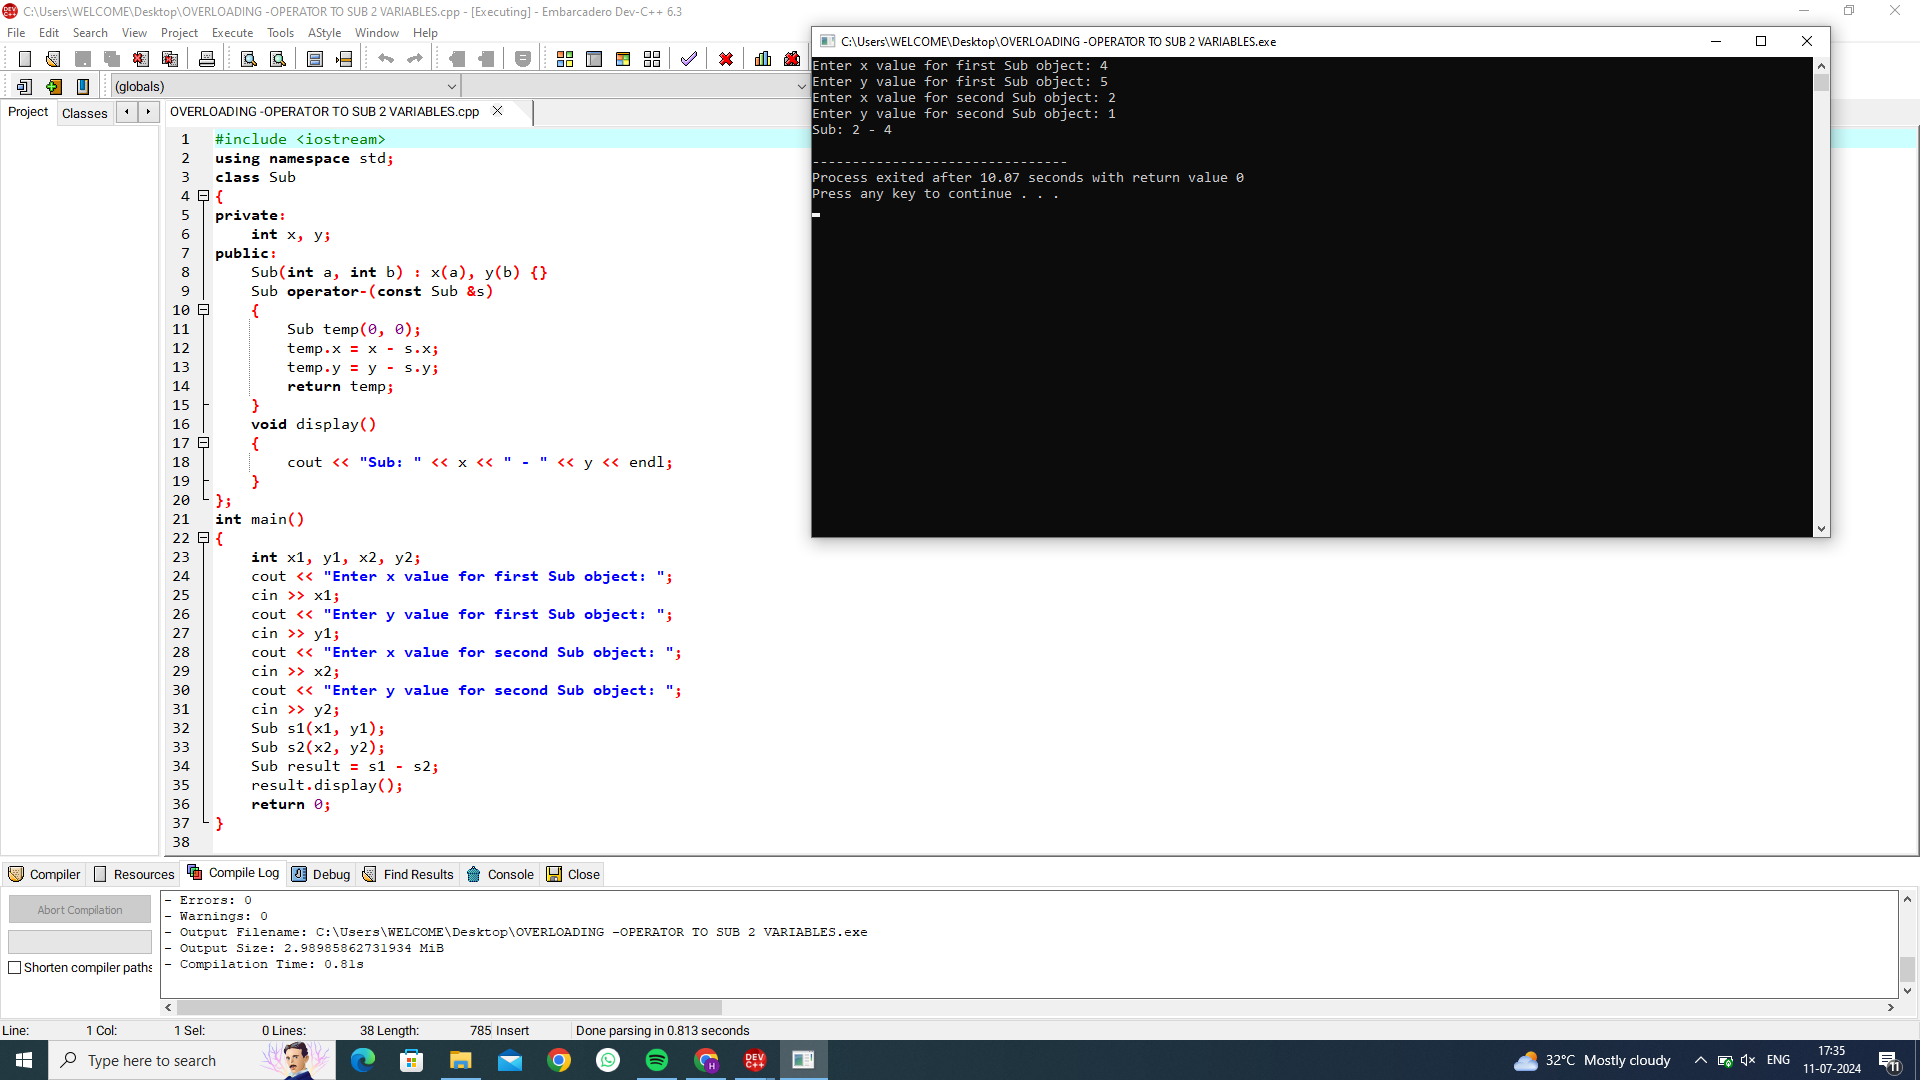 C:\Users\WELCOME\Desktop\OVERLOADING -OPERATOR TO SUB 2 VARIABLES.cpp - [Executing] - Embarcadero Dev-C++ 6.3
File Edit Search View Project Execute Tools AStyle Window Help
(globals)
Project Classes
OVERLOADING -OPERATOR TO SUB 2 VARIABLES.cpp
1 #include <iostream>
2 using namespace std;
3 class Sub
4 {
5 private:
6 int x, y;
7 public:
8 Sub(int a, int b) : x(a), y(b) {}
9 Sub operator-(const Sub &s)
10 {
11 Sub temp(0, 0);
12 temp.x = x - s.x;
13 temp.y = y - s.y;
14 return temp;
15 }
16 void display()
17 {
18 cout << "Sub: " << x << " - " << y << endl;
19 }
20 };
21 int main()
22 {
23 int x1, y1, x2, y2;
24 cout << "Enter x value for first Sub object: ";
25 cin >> x1;
26 cout << "Enter y value for first Sub object: ";
27 cin >> y1;
28 cout << "Enter x value for second Sub object: ";
29 cin >> x2;
30 cout << "Enter y value for second Sub object: ";
31 cin >> y2;
32 Sub s1(x1, y1);
33 Sub s2(x2, y2);
34 Sub result = s1 - s2;
35 result.display();
36 return 0;
37 }
38
C:\Users\WELCOME\Desktop\OVERLOADING -OPERATOR TO SUB 2 VARIABLES.exe
Enter x value for first Sub object: 4
Enter y value for first Sub object: 5
Enter x value for second Sub object: 2
Enter y value for second Sub object: 1
Sub: 2 - 4
--------------------------------
Process exited after 10.07 seconds with return value 0
Press any key to continue . . .
Compiler Resources Compile Log Debug Find Results Console Close
Abort Compilation
Shorten compiler paths
- Errors: 0
- Warnings: 0
- Output Filename: C:\Users\WELCOME\Desktop\OVERLOADING -OPERATOR TO SUB 2 VARIABLES.exe
- Output Size: 2.98985862731934 MiB
- Compilation Time: 0.81s
Line: 1 Col: 1 Sel: 0 Lines: 38 Length: 785 Insert Done parsing in 0.813 seconds
Type here to search
DEV C++
32°C Mostly cloudy
ENG
17:35
11-07-2024
11